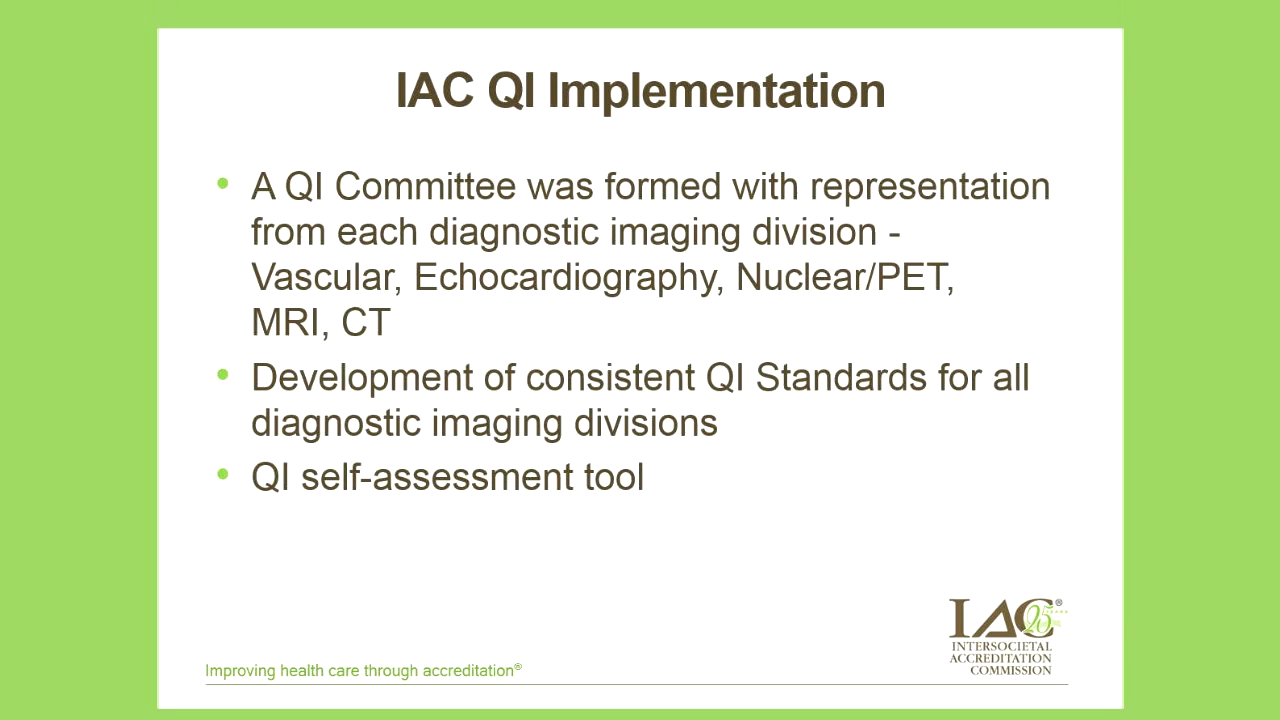 IAC QI Implementation
• A QI Committee was formed with representation
from each diagnostic imaging division -
Vascular, Echocardiography, Nuclear/PET,
MRI, CT
• Development of consistent QI Standards for all
diagnostic imaging divisions
• QI self-assessment tool
IAC®
25 YEARS
INTERSOCIETAL
ACCREDITATION
COMMISSION
Improving health care through accreditation®